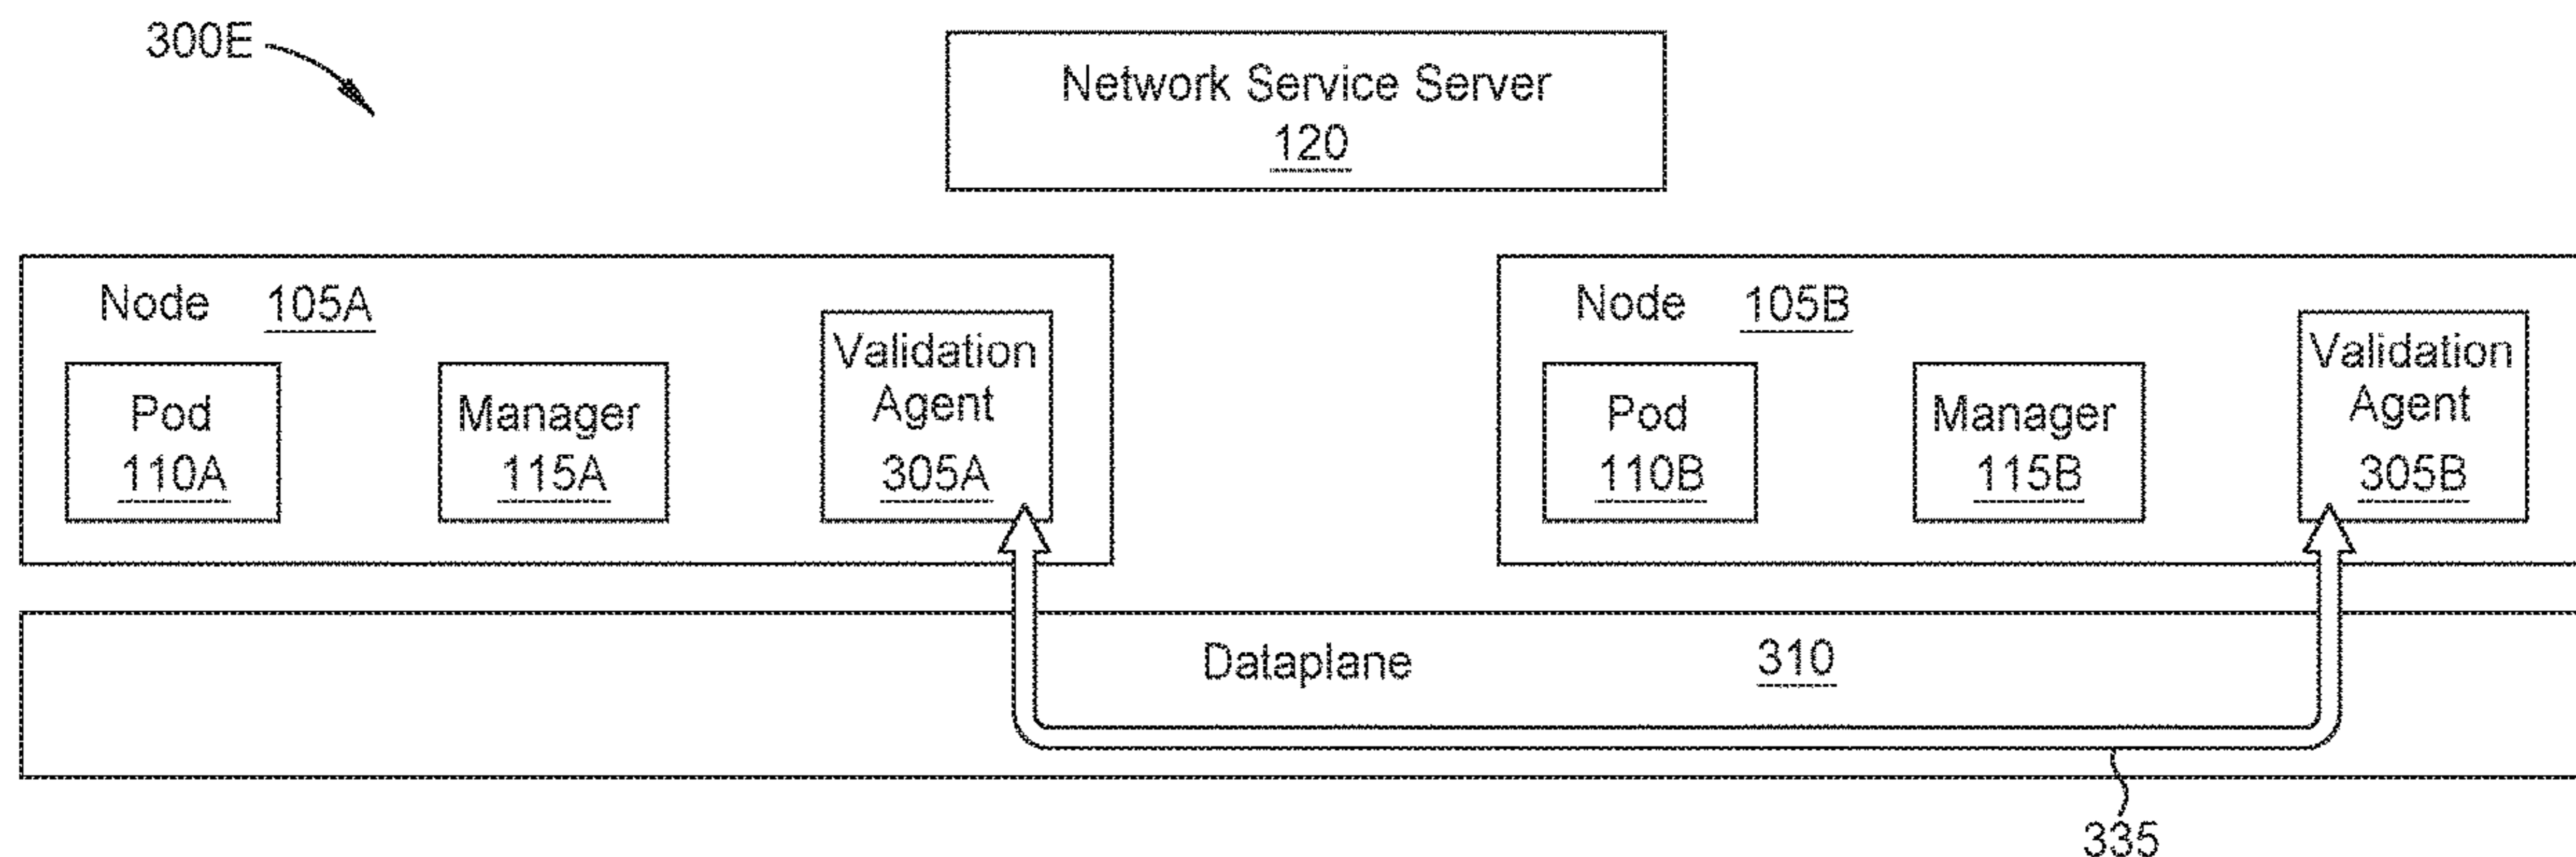 300E
Network Service Server
120
Node 105A
Pod
110A
Manager
115A
Validation
Agent
305A
Node 105B
Pod
110B
Manager
115B
Validation
Agent
305B
Dataplane 310
335